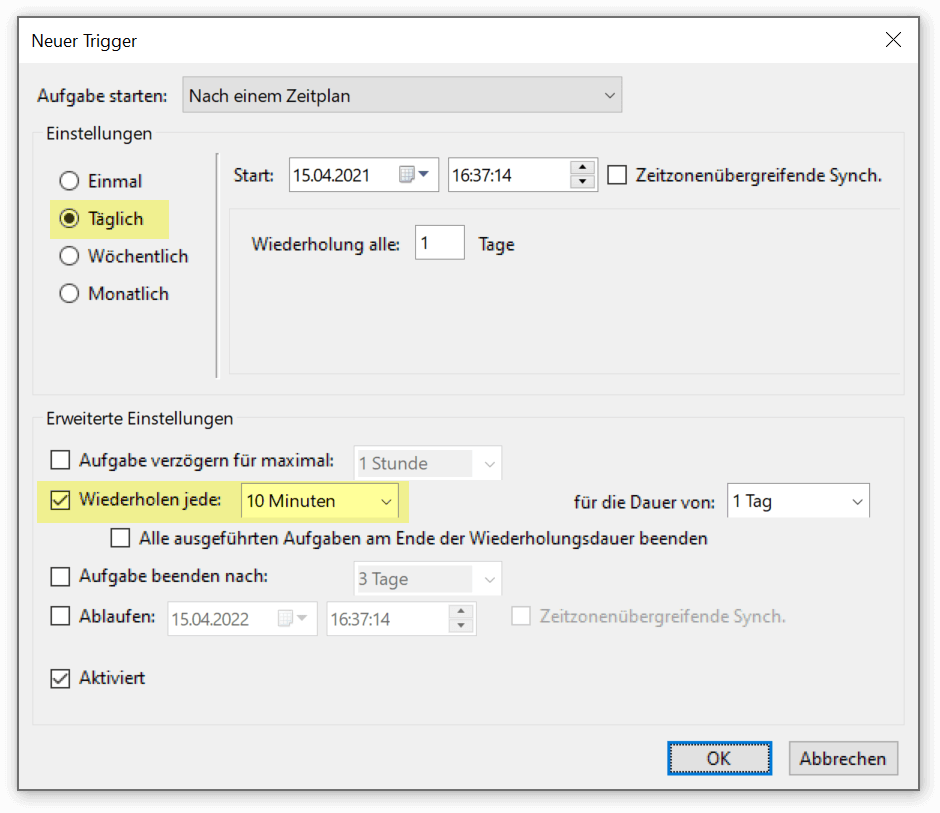 Neuer Trigger
Aufgabe starten: Nach einem Zeitplan
Einstellungen
Einmal
Täglich
Wöchentlich
Monatlich
Start: 15.04.2021 16:37:14 Zeitzonenübergreifende Synch.
Wiederholung alle: 1 Tage
Erweiterte Einstellungen
Aufgabe verzögern für maximal: 1 Stunde
Wiederholen jede: 10 Minuten für die Dauer von: 1 Tag
Alle ausgeführten Aufgaben am Ende der Wiederholungsdauer beenden
Aufgabe beenden nach: 3 Tage
Ablaufen: 15.04.2022 16:37:14 Zeitzonenübergreifende Synch.
Aktiviert
OK Abbrechen